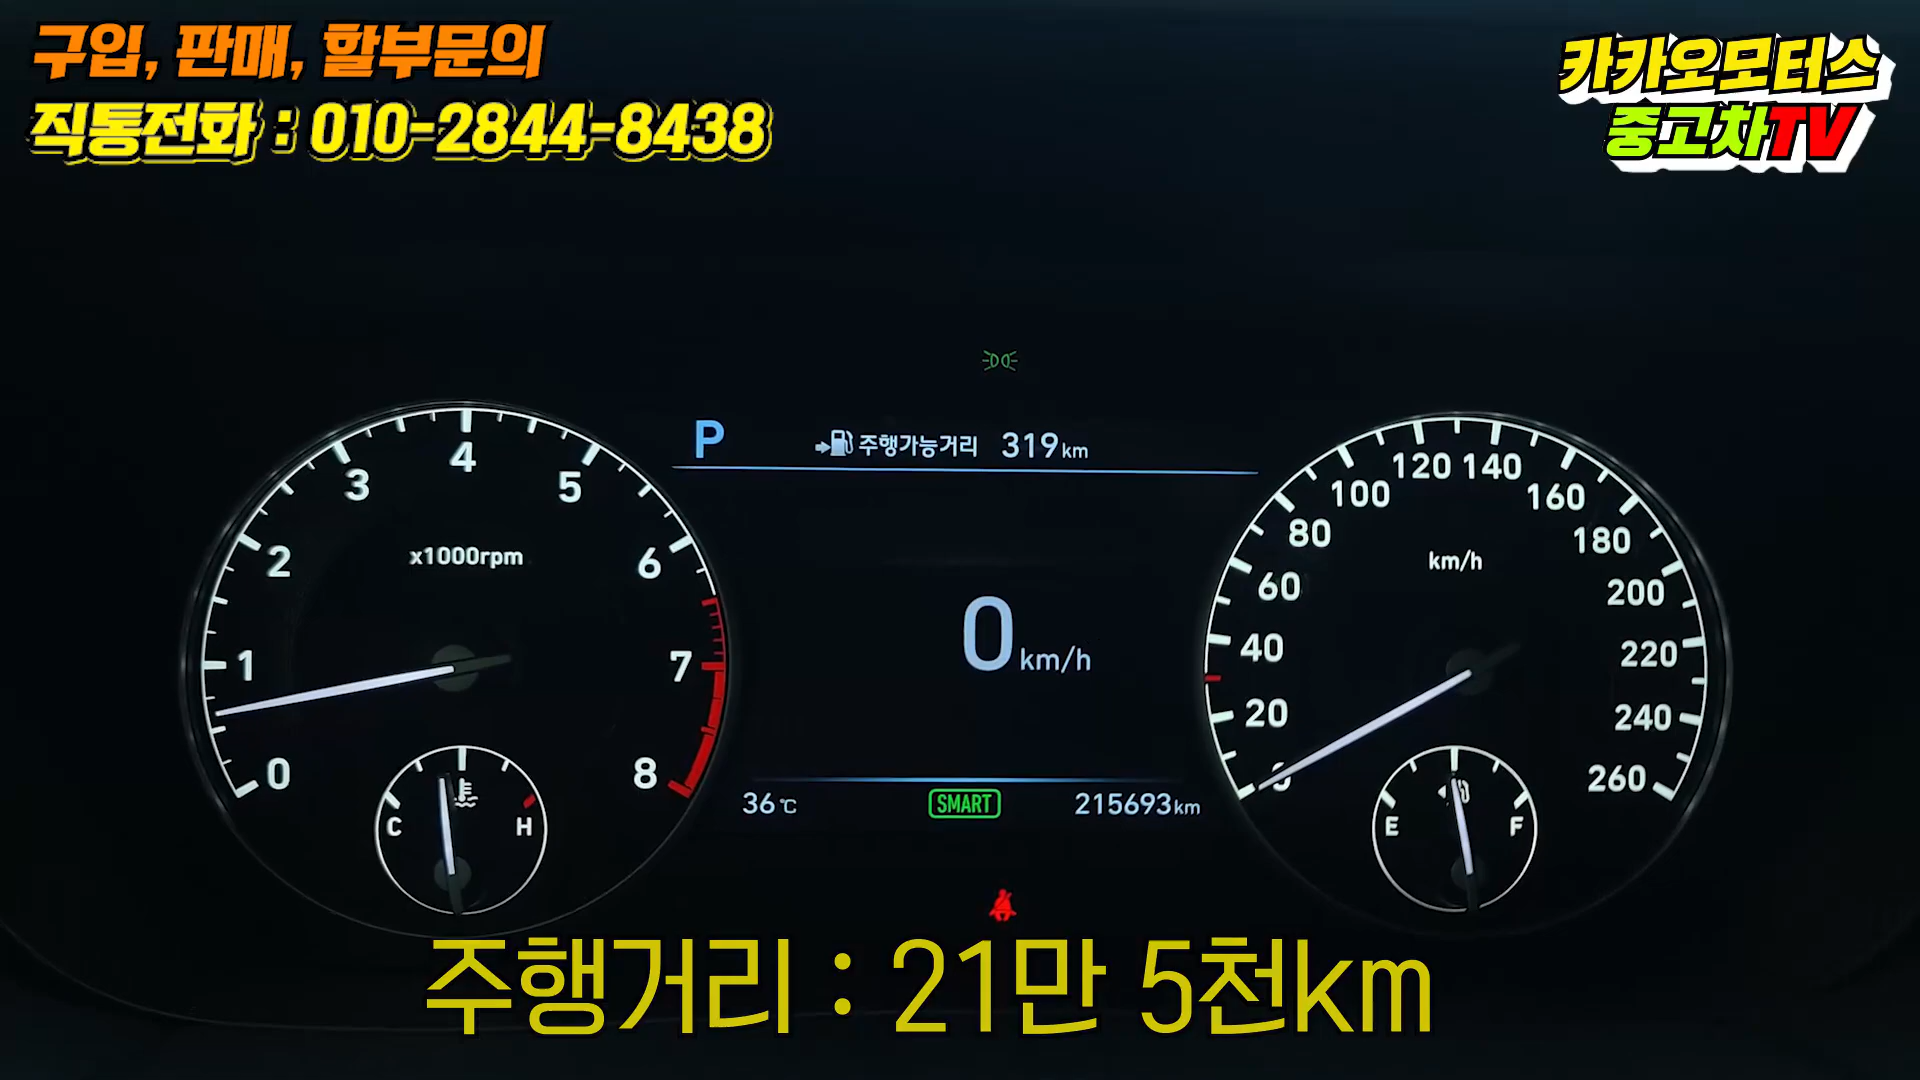 구입, 판매, 할부문의
직통전화 : 010-2844-8438
카카오모터스
중고차TV
P 주행가능거리 319km
0 1 2 3 4 5 6 7 8
x1000rpm
C H
0km/h
36℃ SMART 215693km
0 20 40 60 80 100 120 140 160 180 200 220 240 260
km/h
E F
주행거리 : 21만 5천km